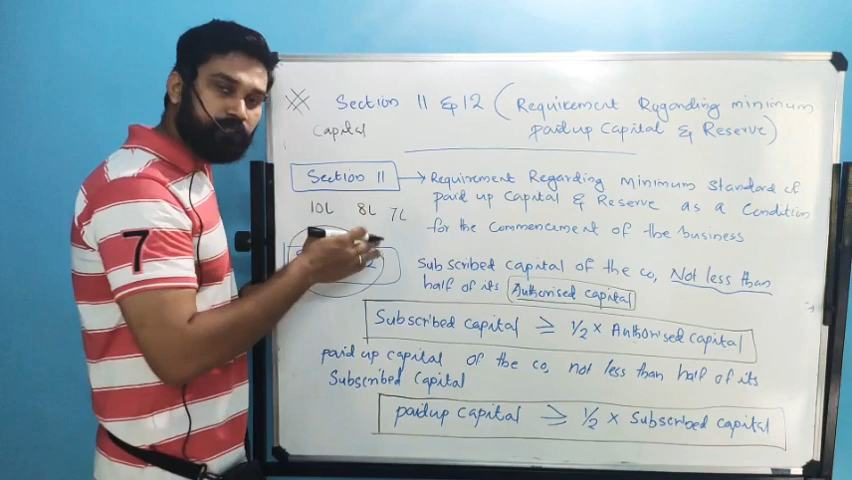 Section 11 & 12 (Requirement Regarding minimum
paidup Capital & Reserve)
Capital
Section 11 → Requirement Regarding Minimum Standard of
paid up Capital & Reserve as a Condition
for the Commencement of the business
10L 8L 7L
Subscribed capital of the co, Not less than
half of its Authorised capital
Subscribed capital ≥ 1/2 × Authorised capital
paid up capital of the co, not less than half of its
Subscribed Capital
paidup capital ≥ 1/2 × Subscribed capital
7